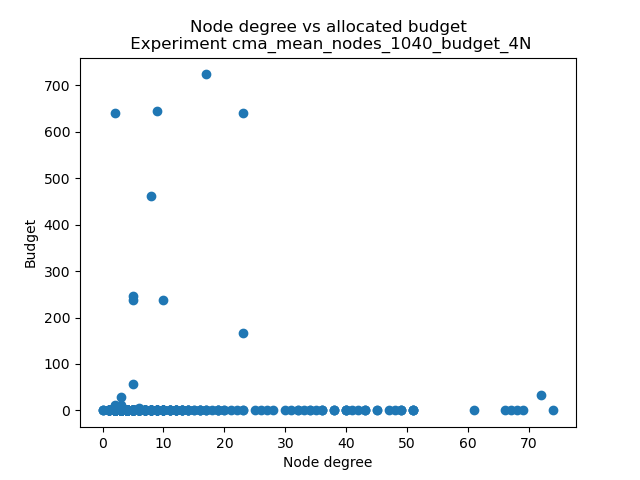 Node degree vs allocated budget
Experiment cma_mean_nodes_1040_budget_4N
700
600
500
400
300
200
100
0
Budget
0 10 20 30 40 50 60 70
Node degree